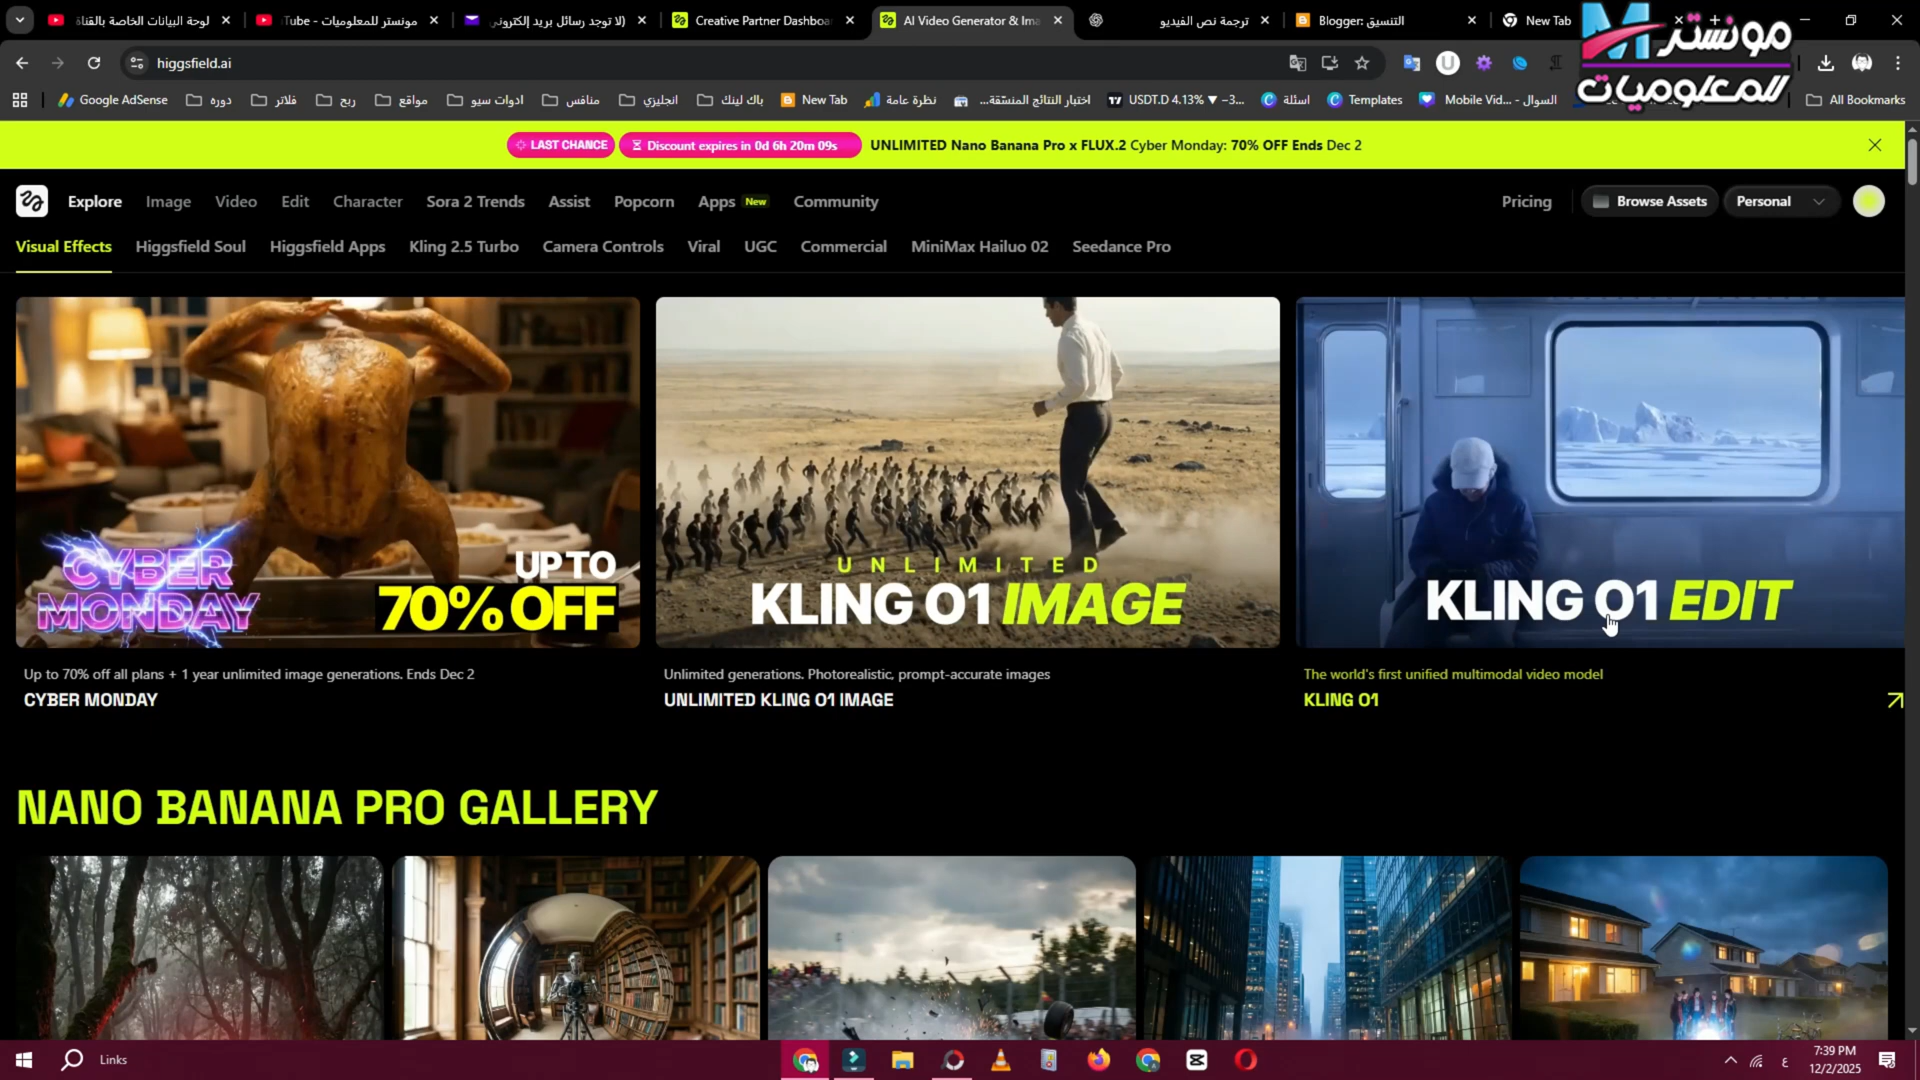 لوحة البيانات الخاصة بالقناة
مونستر للمعلوميات - Tube
(لا توجد رسائل بريد إلكتروني
Creative Partner Dashboa
AI Video Generator & Ima
ترجمة نص الفيديو
Blogger: التنسيق
New Tab
مونستر
للمعلوميات
higgsfield.ai
Google AdSense
دوره
فلاتر
ربح
مواقع
ادوات سيو
منافس
انجليزي
باك لينك
New Tab
نظرة عامة
اختبار النتائج المنسّقة...
USDT.D 4.13% ▼ −3...
اسئلة
Templates
Mobile Vid... - السوال
All Bookmarks
LAST CHANCE
Discount expires in 0d 6h 20m 09s
UNLIMITED Nano Banana Pro x FLUX.2 Cyber Monday: 70% OFF Ends Dec 2
Explore
Image
Video
Edit
Character
Sora 2 Trends
Assist
Popcorn
Apps New
Community
Pricing
Browse Assets
Personal
Visual Effects
Higgsfield Soul
Higgsfield Apps
Kling 2.5 Turbo
Camera Controls
Viral
UGC
Commercial
MiniMax Hailuo 02
Seedance Pro
CYBER
MONDAY
UP TO
70% OFF
UNLIMITED
KLING O1 IMAGE
KLING O1 EDIT
Up to 70% off all plans + 1 year unlimited image generations. Ends Dec 2
CYBER MONDAY
Unlimited generations. Photorealistic, prompt-accurate images
UNLIMITED KLING O1 IMAGE
The world's first unified multimodal video model
KLING O1
NANO BANANA PRO GALLERY
Links
ع
7:39 PM
12/2/2025